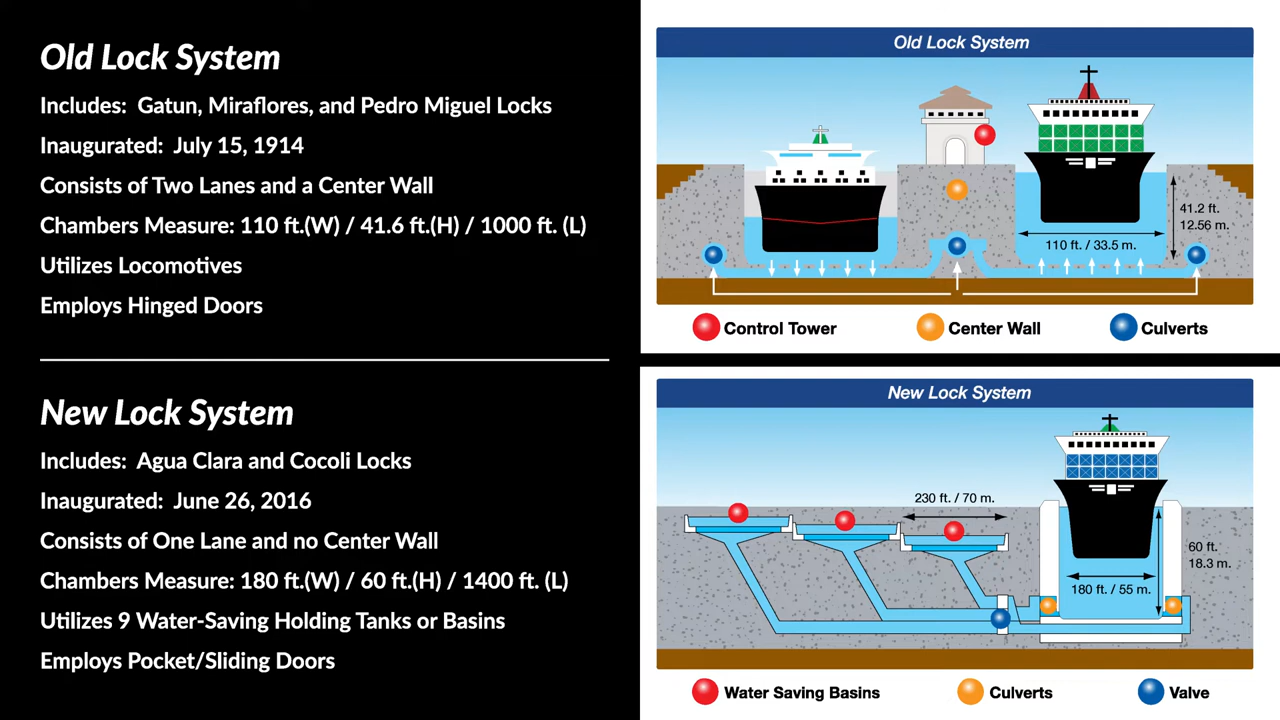 Old Lock System
Includes:  Gatun, Miraflores, and Pedro Miguel Locks
Inaugurated:  July 15, 1914
Consists of Two Lanes and a Center Wall
Chambers Measure: 110 ft.(W) / 41.6 ft.(H) / 1000 ft. (L)
Utilizes Locomotives
Employs Hinged Doors
New Lock System
Includes:  Agua Clara and Cocoli Locks
Inaugurated:  June 26, 2016
Consists of One Lane and no Center Wall
Chambers Measure: 180 ft.(W) / 60 ft.(H) / 1400 ft. (L)
Utilizes 9 Water-Saving Holding Tanks or Basins
Employs Pocket/Sliding Doors
Old Lock System
41.2 ft.
12.56 m.
110 ft. / 33.5 m.
Control Tower
Center Wall
Culverts
New Lock System
230 ft. / 70 m.
60 ft.
18.3 m.
180 ft. / 55 m.
Water Saving Basins
Culverts
Valve